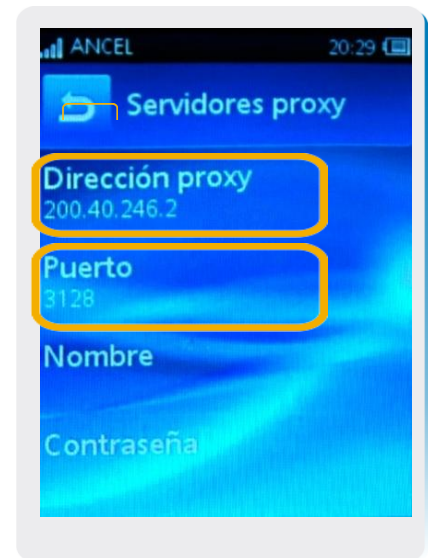 ANCEL 20:29
Servidores proxy
Dirección proxy
200.40.246.2
Puerto
3128
Nombre
Contraseña